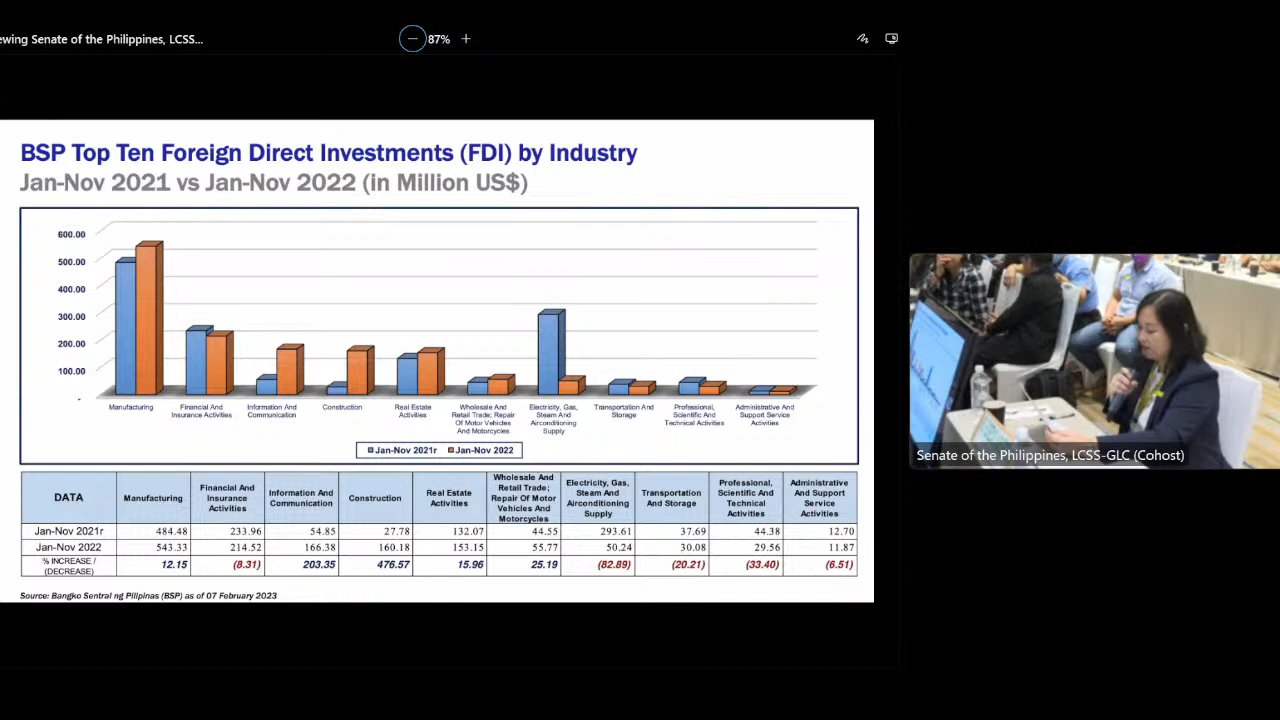 ewing Senate of the Philippines, LCSS...
87%
BSP Top Ten Foreign Direct Investments (FDI) by Industry
Jan-Nov 2021 vs Jan-Nov 2022 (in Million US$)
600.00
500.00
400.00
300.00
200.00
100.00
-
Manufacturing
Financial And
Insurance Activities
Information And
Communication
Construction
Real Estate
Activities
Wholesale And
Retail Trade; Repair
Of Motor Vehicles
And Motorcycles
Electricity, Gas,
Steam And
Airconditioning
Supply
Transportation And
Storage
Professional,
Scientific And
Technical Activities
Administrative And
Support Service
Activities
Jan-Nov 2021r Jan-Nov 2022
DATA
Manufacturing
Financial And
Insurance
Activities
Information And
Communication
Construction
Real Estate
Activities
Wholesale And
Retail Trade;
Repair Of Motor
Vehicles And
Motorcycles
Electricity, Gas,
Steam And
Airconditioning
Supply
Transportation
And Storage
Professional,
Scientific And
Technical
Activities
Administrative
And Support
Service
Activities
Jan-Nov 2021r 484.48 233.96 54.85 27.78 132.07 44.55 293.61 37.69 44.38 12.70
Jan-Nov 2022 543.33 214.52 166.38 160.18 153.15 55.77 50.24 30.08 29.56 11.87
% INCREASE /
(DECREASE) 12.15 (8.31) 203.35 476.57 15.96 25.19 (82.89) (20.21) (33.40) (6.51)
Source: Bangko Sentral ng Pilipinas (BSP) as of 07 February 2023
Senate of the Philippines, LCSS-GLC (Cohost)